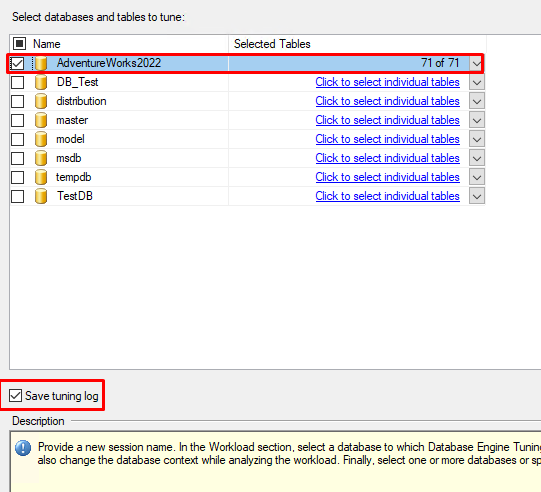 Select databases and tables to tune:
Name Selected Tables
AdventureWorks2022 71 of 71
DB_Test Click to select individual tables
distribution Click to select individual tables
master Click to select individual tables
model Click to select individual tables
msdb Click to select individual tables
tempdb Click to select individual tables
TestDB Click to select individual tables
Save tuning log
Description
Provide a new session name. In the Workload section, select a database to which Database Engine Tuning
also change the database context while analyzing the workload. Finally, select one or more databases or sp